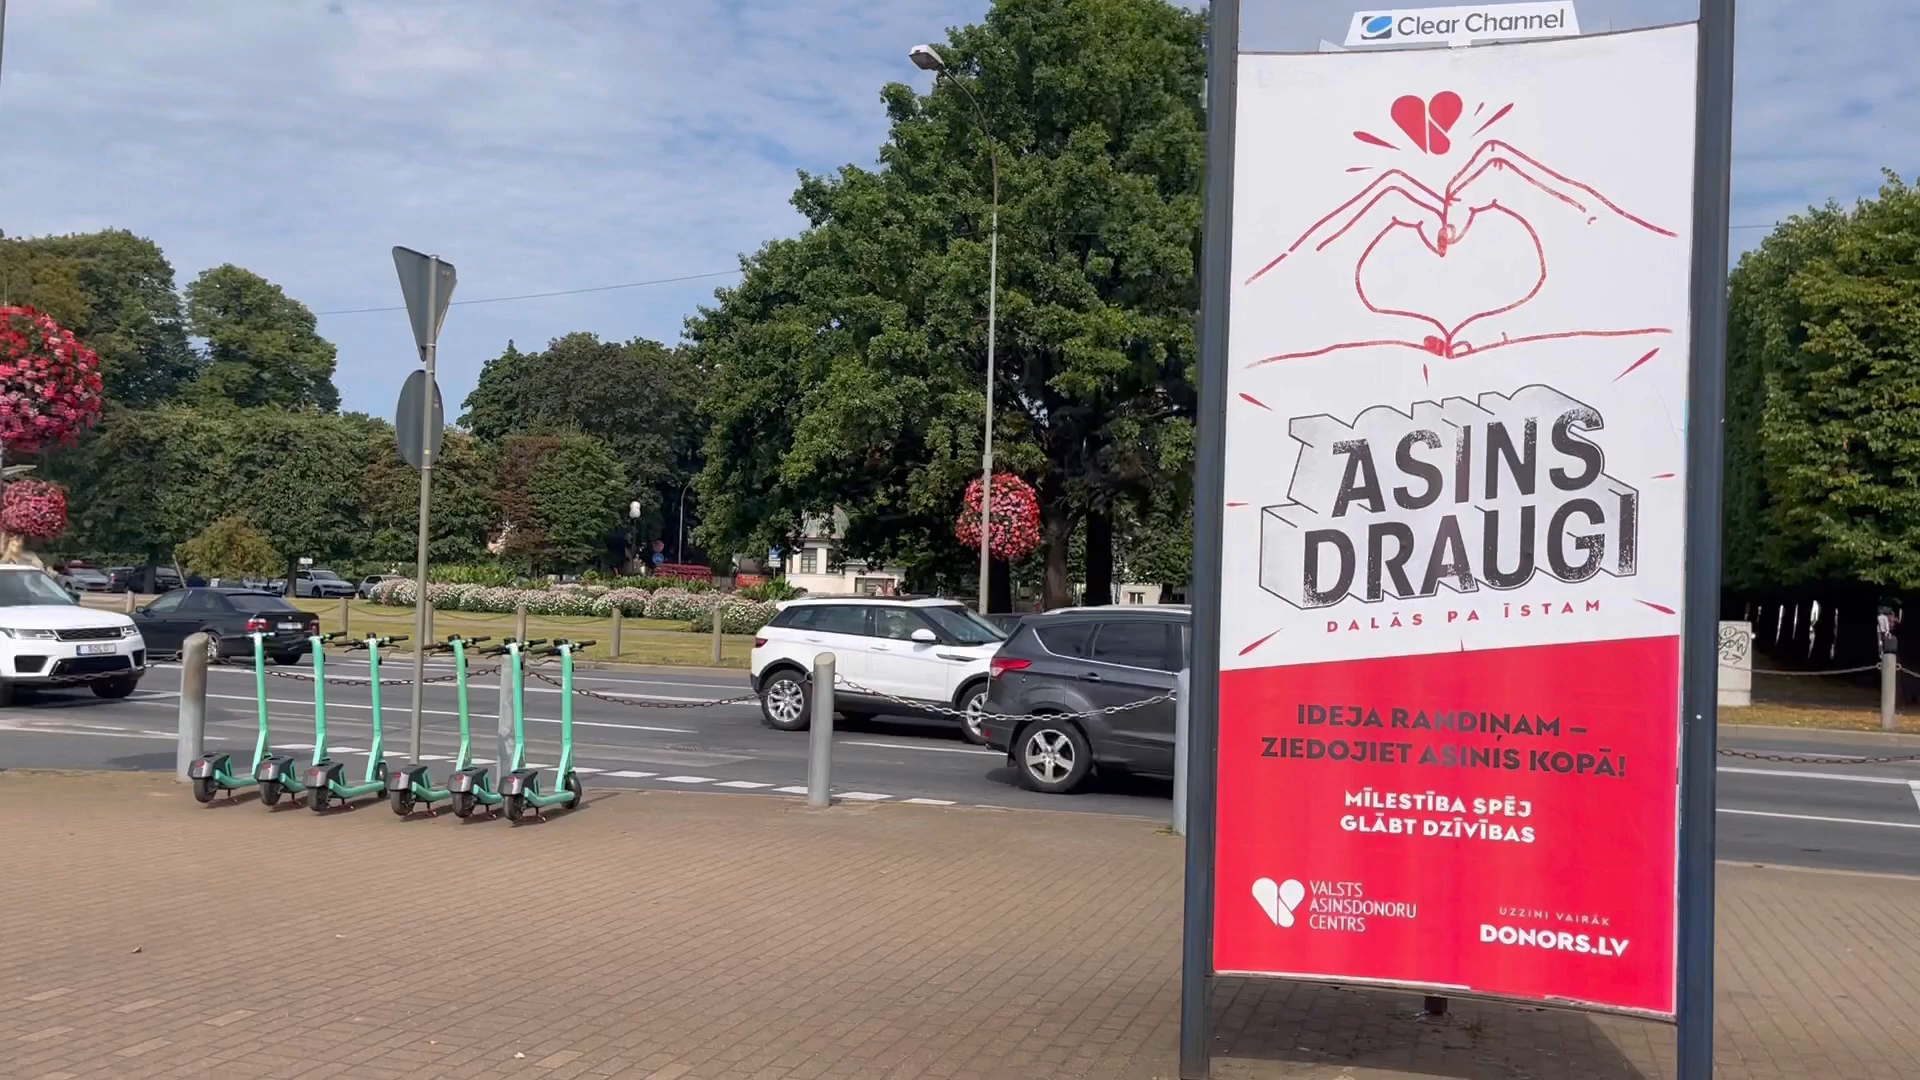 Clear Channel
ASINS
DRAUGI
DALĀS PA ĪSTAM
IDEJA RANDIŅAM –
ZIEDOJIET ASINIS KOPĀ!
MĪLESTĪBA SPĒJ
GLĀBT DZĪVĪBAS
VALSTS
ASINSDONORU
CENTRS
UZZINI VAIRĀK
DONORS.LV